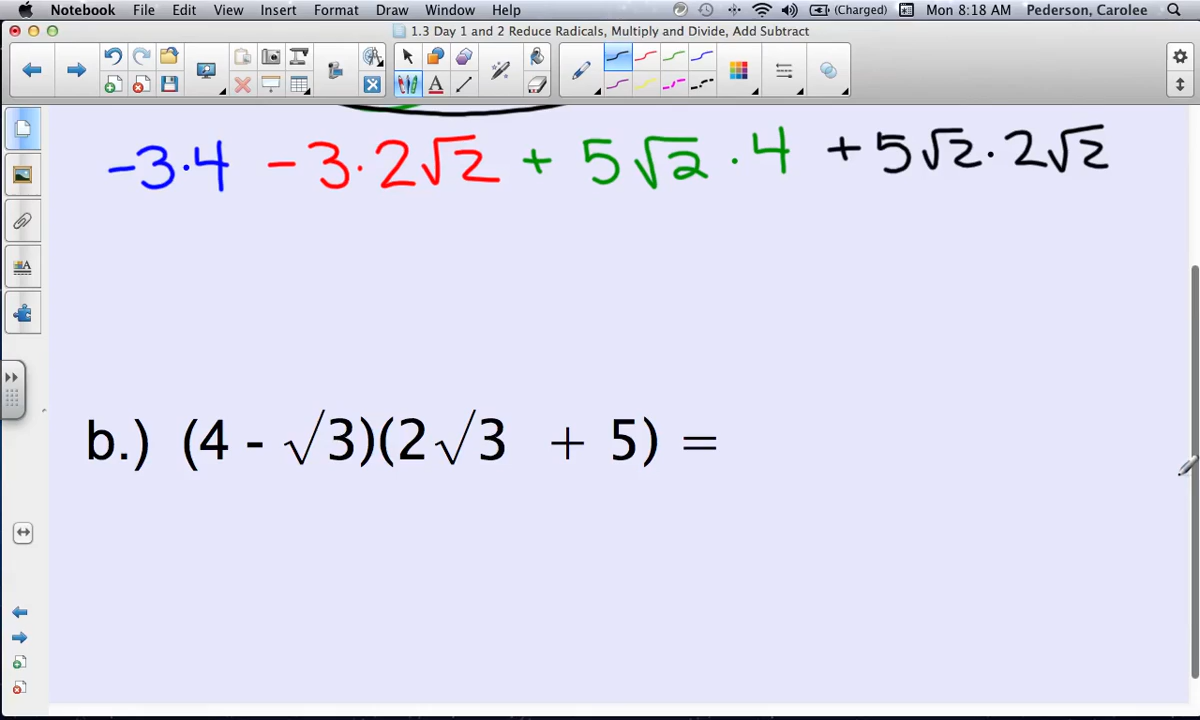 Notebook File Edit View Insert Format Draw Window Help (Charged) Mon 8:18 AM Pederson, Carolee
1.3 Day 1 and 2 Reduce Radicals, Multiply and Divide, Add Subtract
-3·4 -3·2√2 + 5√2·4 +5√2·2√2
b.) (4 - √3)(2√3 + 5) =